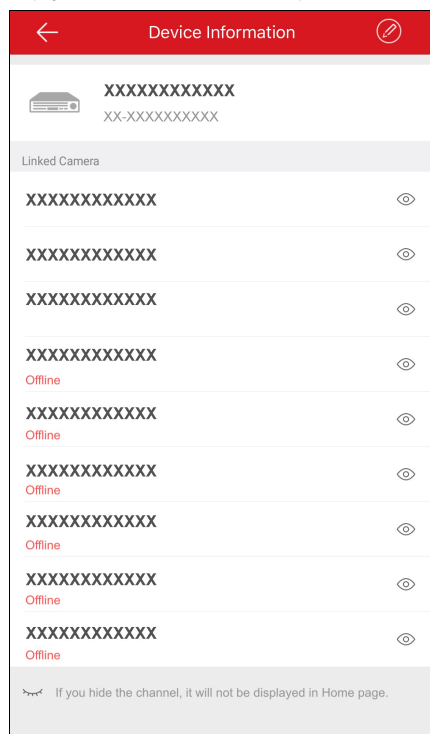 Device Information
XXXXXXXXXXXX
XX-XXXXXXXXXX
Linked Camera
XXXXXXXXXXXX
XXXXXXXXXXXX
XXXXXXXXXXXX
XXXXXXXXXXXX
Offline
XXXXXXXXXXXX
Offline
XXXXXXXXXXXX
Offline
XXXXXXXXXXXX
Offline
XXXXXXXXXXXX
Offline
XXXXXXXXXXXX
Offline
If you hide the channel, it will not be displayed in Home page.